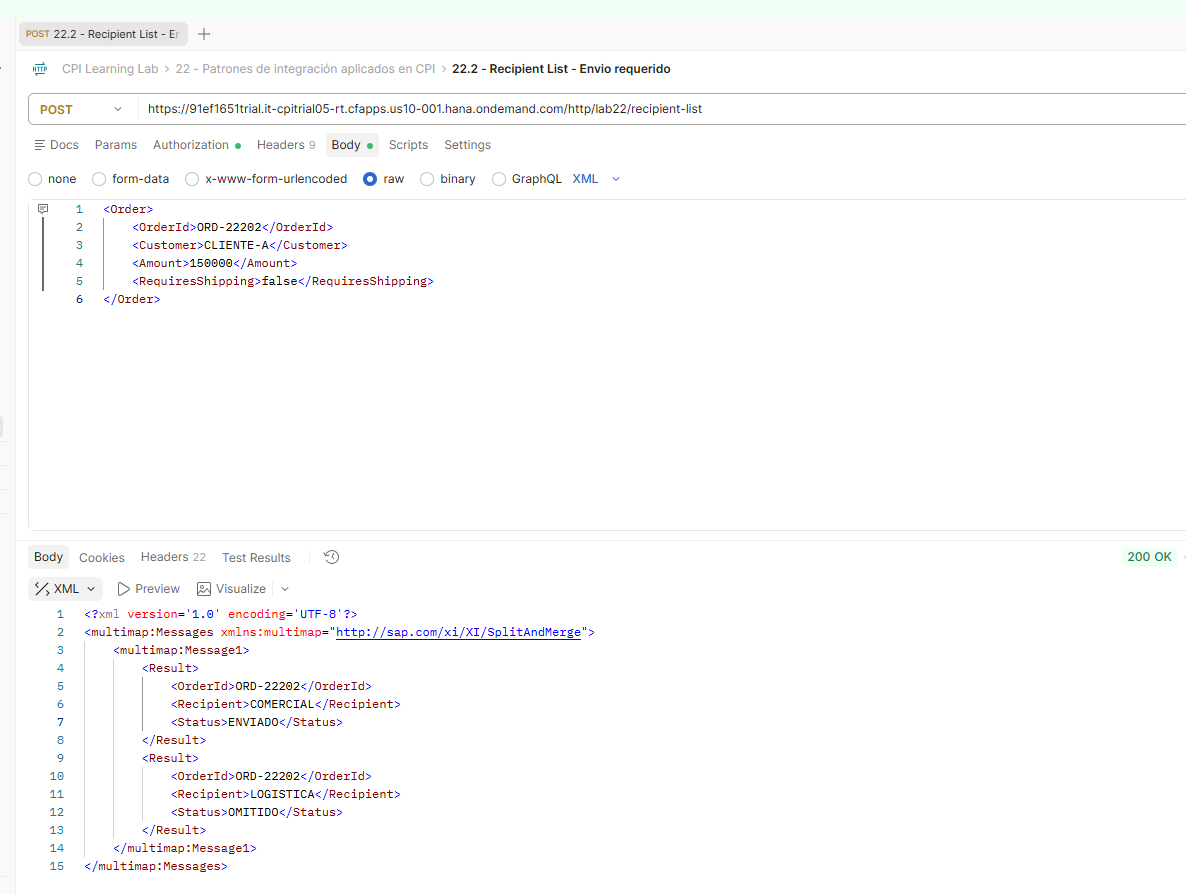 POST 22.2 - Recipient List - En
HTTP CPI Learning Lab > 22 - Patrones de integración aplicados en CPI > 22.2 - Recipient List - Envio requerido
POST https://91ef1651trial.it-cpitrial05-rt.cfapps.us10-001.hana.ondemand.com/http/lab22/recipient-list
Docs Params Authorization Headers 9 Body Scripts Settings
none form-data x-www-form-urlencoded raw binary GraphQL XML
1 <Order>
2 <OrderId>ORD-22202</OrderId>
3 <Customer>CLIENTE-A</Customer>
4 <Amount>150000</Amount>
5 <RequiresShipping>false</RequiresShipping>
6 </Order>
Body Cookies Headers 22 Test Results 200 OK
XML Preview Visualize
1 <?xml version='1.0' encoding='UTF-8'?>
2 <multimap:Messages xmlns:multimap="http://sap.com/xi/XI/SplitAndMerge">
3 <multimap:Message1>
4 <Result>
5 <OrderId>ORD-22202</OrderId>
6 <Recipient>COMERCIAL</Recipient>
7 <Status>ENVIADO</Status>
8 </Result>
9 <Result>
10 <OrderId>ORD-22202</OrderId>
11 <Recipient>LOGISTICA</Recipient>
12 <Status>OMITIDO</Status>
13 </Result>
14 </multimap:Message1>
15 </multimap:Messages>